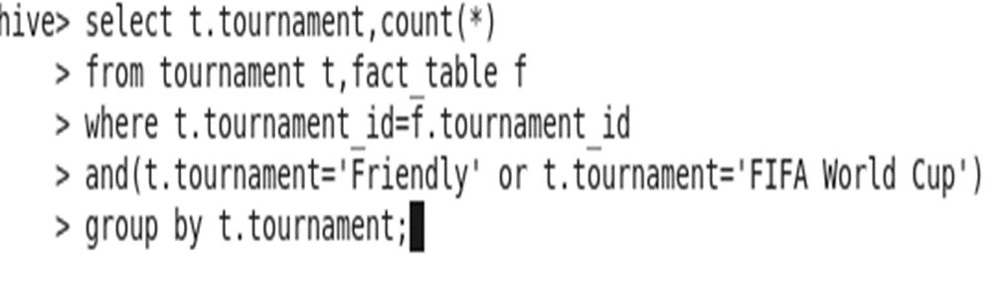 hive> select t.tournament,count(*)
> from tournament t,fact_table f
> where t.tournament_id=f.tournament_id
> and(t.tournament='Friendly' or t.tournament='FIFA World Cup')
> group by t.tournament;